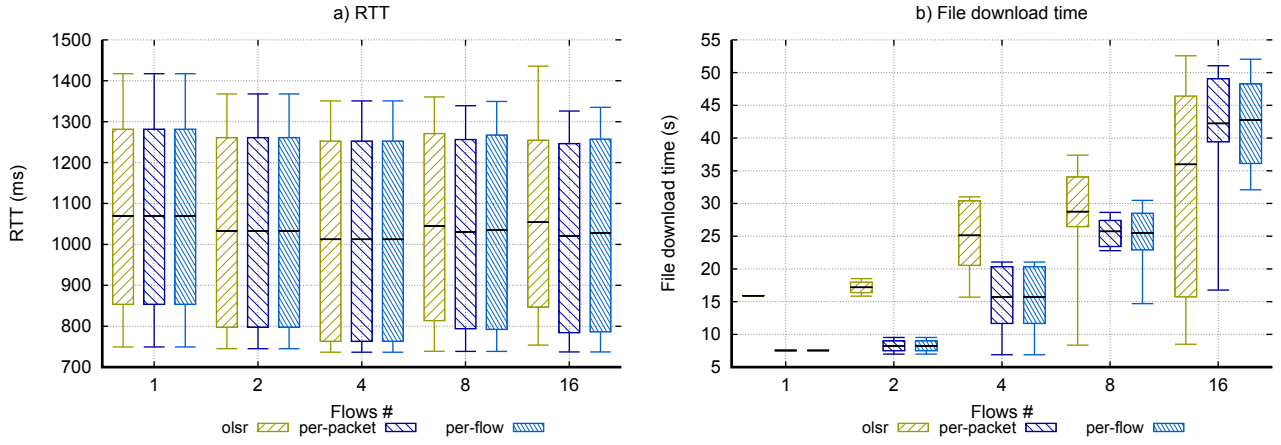 a) RTT
1500
1400
1300
1200
1100
1000
900
800
700
RTT (ms)
1 2 4 8 16
Flows #
olsr per-packet per-flow
b) File download time
55
50
45
40
35
30
25
20
15
10
5
File download time (s)
1 2 4 8 16
Flows #
olsr per-packet per-flow